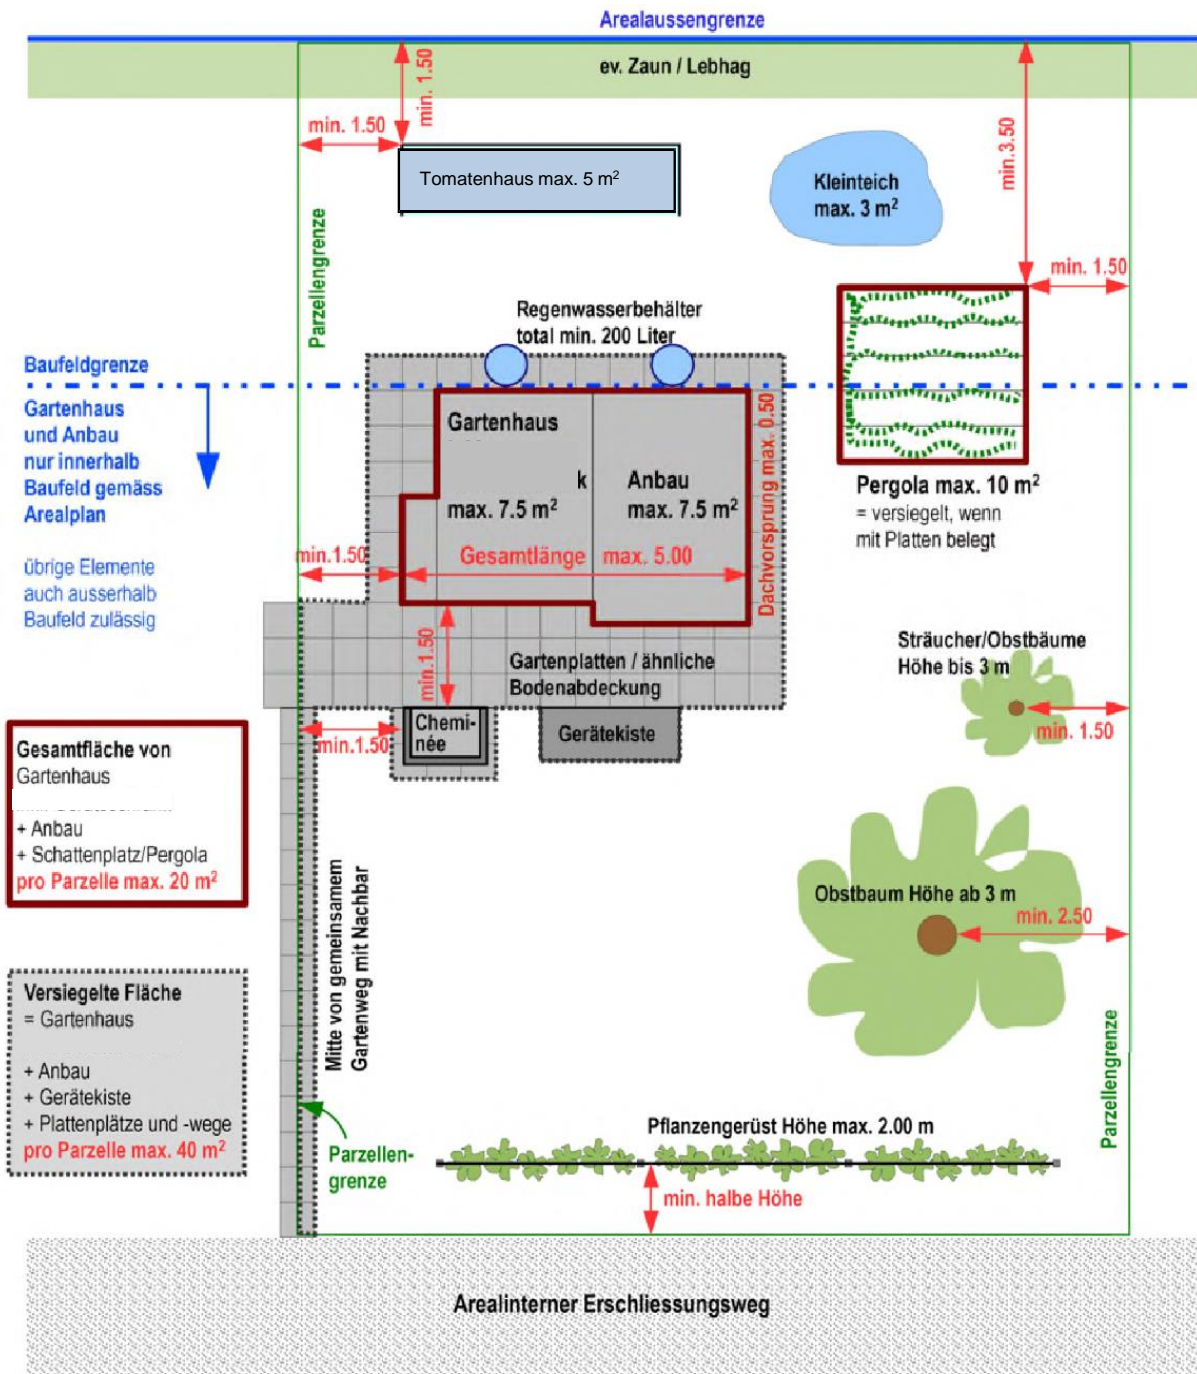 Arealaussengrenze
ev. Zaun / Lebhag
min. 1.50
min. 1.50
min.3.50
Tomatenhaus max. 5 m²
Kleinteich
max. 3 m²
min. 1.50
Parzellengrenze
Regenwasserbehälter
total min. 200 Liter
Baufeldgrenze
Gartenhaus
und Anbau
nur innerhalb
Baufeld gemäss
Arealplan
übrige Elemente
auch ausserhalb
Baufeld zulässig
Gartenhaus
k
max. 7.5 m²
Anbau
max. 7.5 m²
Dachvorsprung max. 0.50
Gesamtlänge max. 5.00
min.1.50
Pergola max. 10 m²
= versiegelt, wenn
mit Platten belegt
min.1.50
Gartenplatten / ähnliche
Bodenabdeckung
Sträucher/Obstbäume
Höhe bis 3 m
min. 1.50
Chemi-
née
min.1.50
Gerätekiste
Gesamtfläche von
Gartenhaus
+ Anbau
+ Schattenplatz/Pergola
pro Parzelle max. 20 m²
Mitte von gemeinsamem
Gartenweg mit Nachbar
Obstbaum Höhe ab 3 m
min. 2.50
Versiegelte Fläche
= Gartenhaus
+ Anbau
+ Gerätekiste
+ Plattenplätze und -wege
pro Parzelle max. 40 m²
Parzellengrenze
Parzellen-
grenze
Pflanzengerüst Höhe max. 2.00 m
min. halbe Höhe
Arealinterner Erschliessungsweg